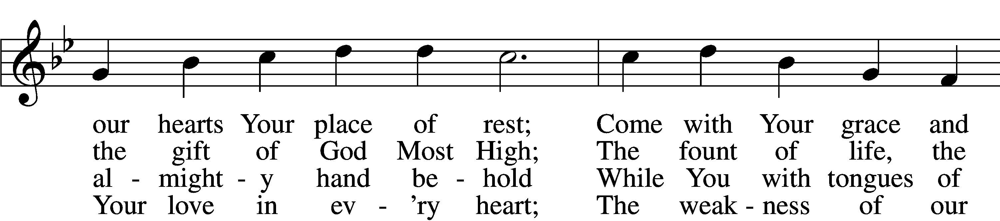 our hearts Your place of rest; Come with Your grace and
the gift of God Most High; The fount of life, the
al - might - y hand be - hold While You with tongues of
Your love in ev - 'ry heart; The weak - ness of our